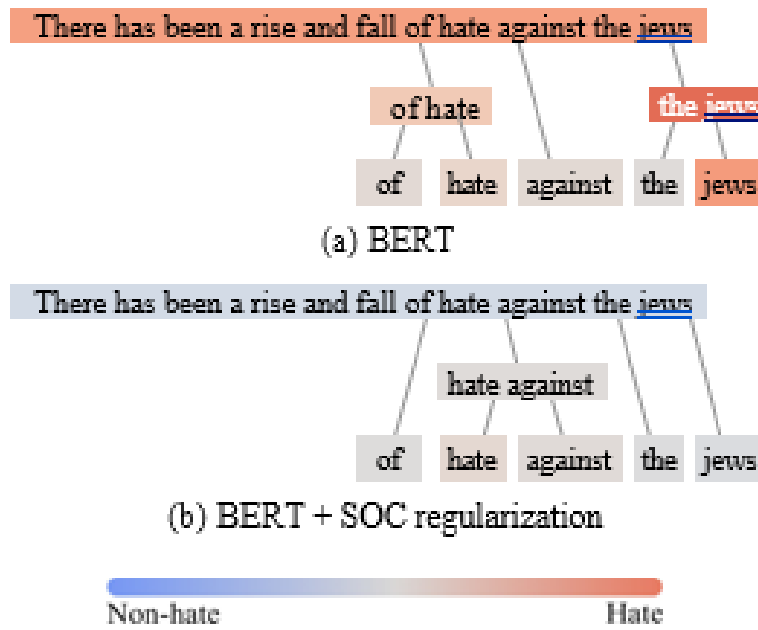 There has been a rise and fall of hate against the jews
of hate
the jews
of hate against the jews
(a) BERT
There has been a rise and fall of hate against the jews
hate against
of hate against the jews
(b) BERT + SOC regularization
Non-hate Hate